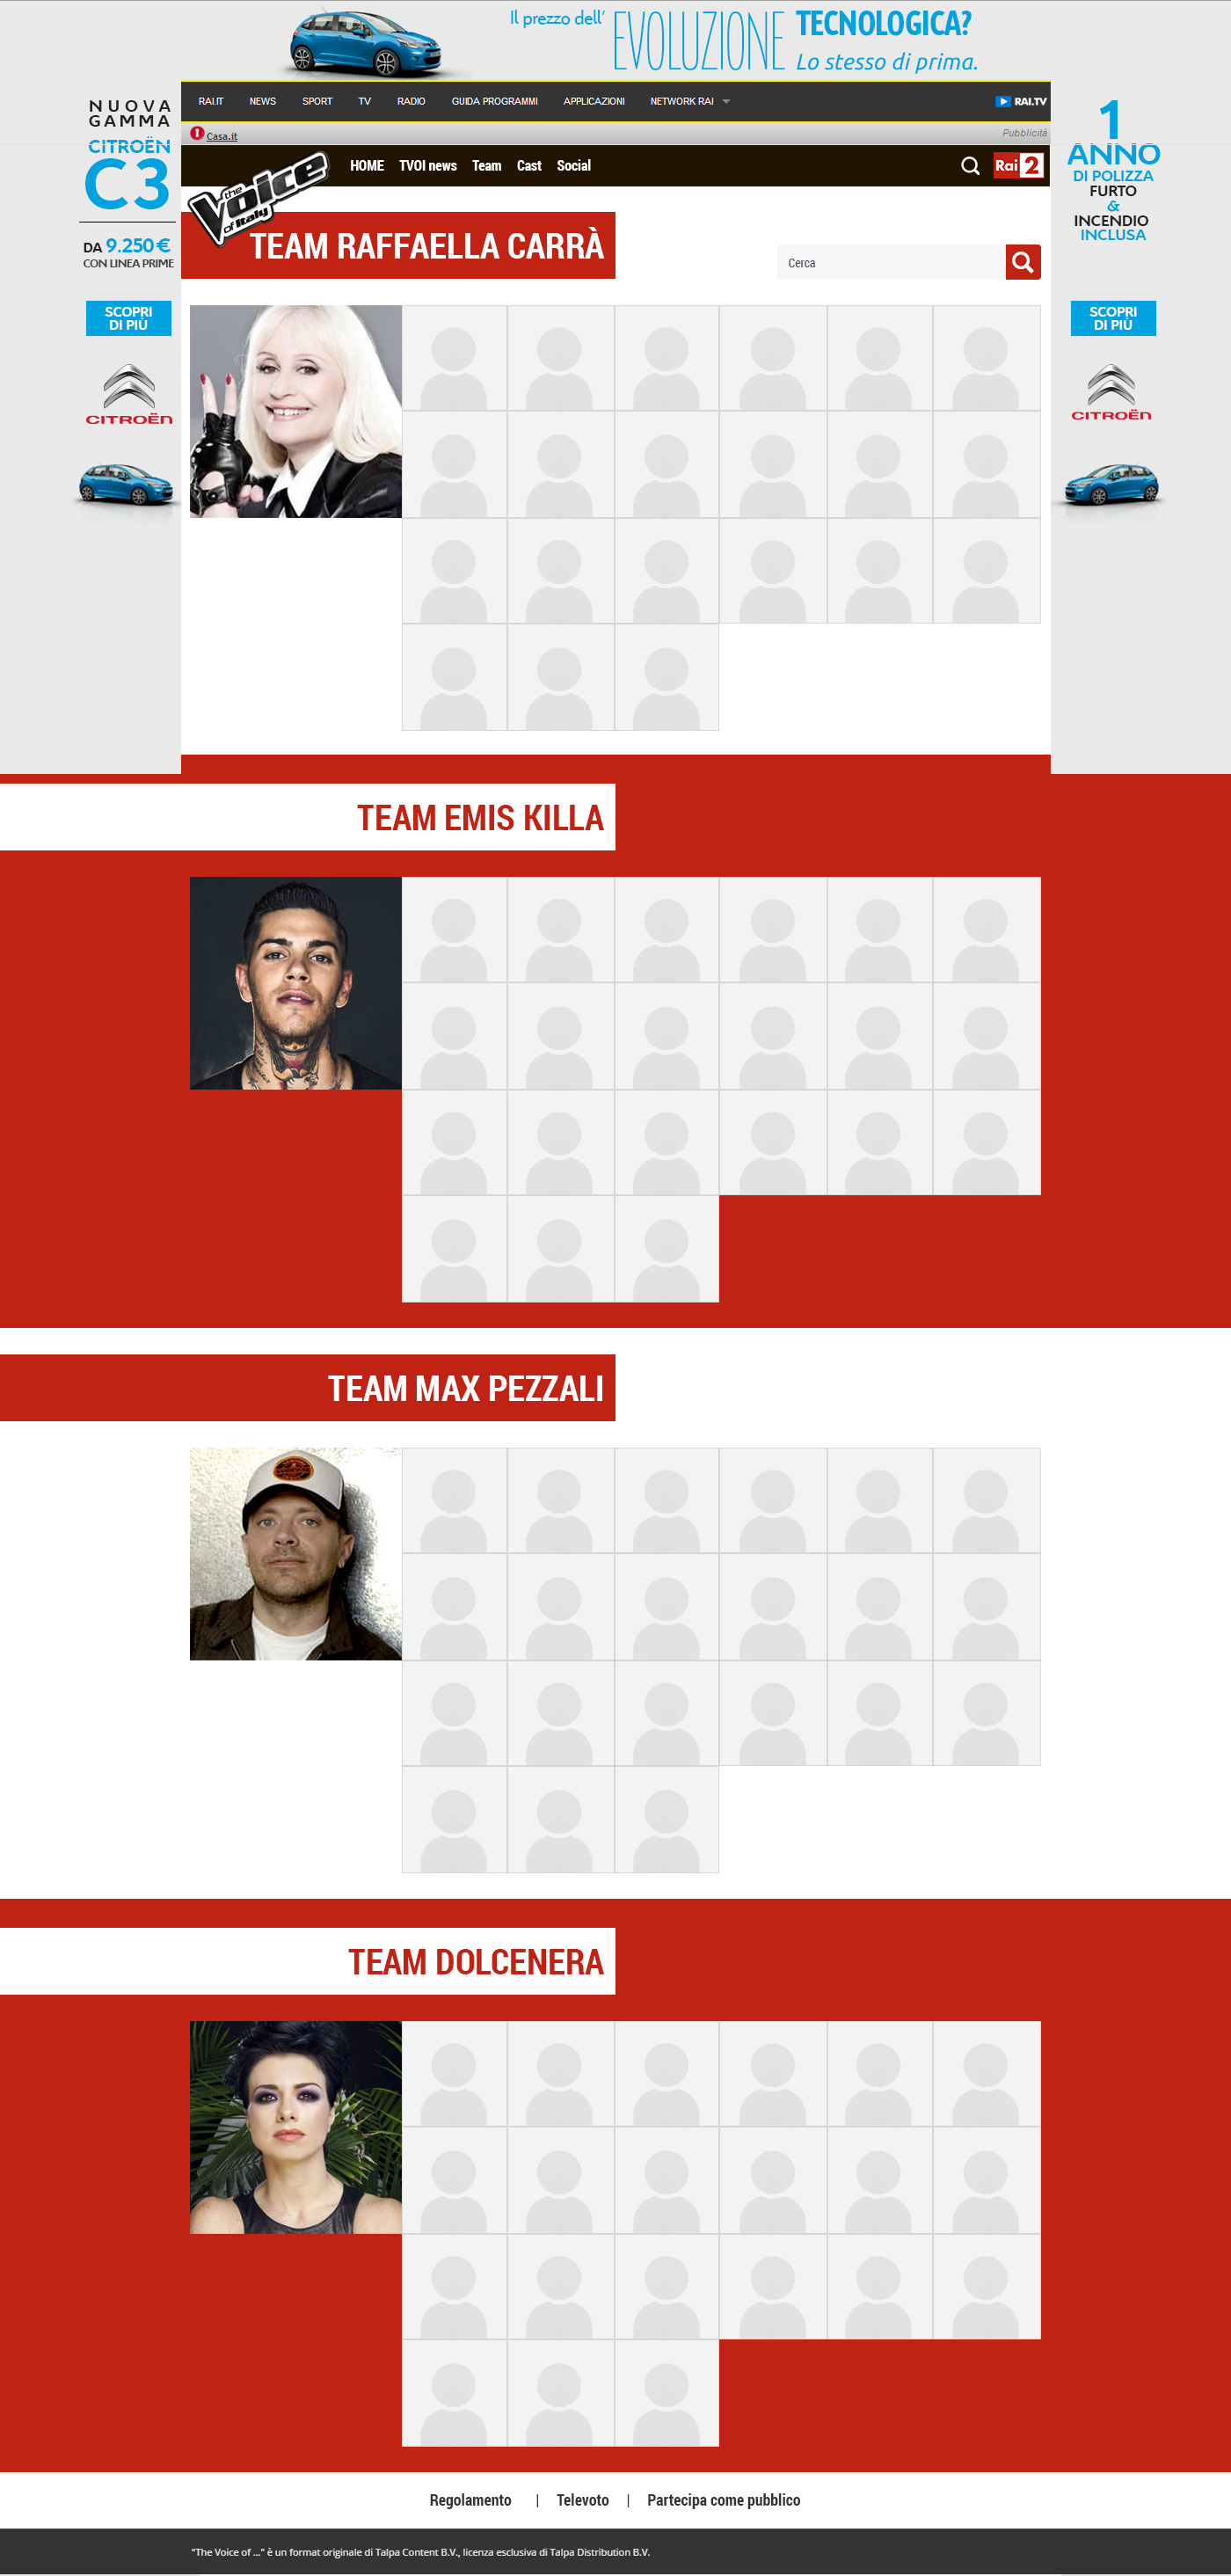 Il prezzo dell' EVOLUZIONE TECNOLOGICA?
Lo stesso di prima.
RAI.IT NEWS SPORT TV RADIO GUIDA PROGRAMMI APPLICAZIONI NETWORK RAI RAI.TV
1 Casa.it Pubblicità
NUOVA
GAMMA
CITROËN
C3
DA 9.250 €
CON LINEA PRIME
SCOPRI
DI PIÙ
CITROËN
1
ANNO
DI POLIZZA
FURTO
&
INCENDIO
INCLUSA
SCOPRI
DI PIÙ
CITROËN
the Voice of Italy
HOME TVOI news Team Cast Social Rai 2
TEAM RAFFAELLA CARRÀ
Cerca
TEAM EMIS KILLA
TEAM MAX PEZZALI
TEAM DOLCENERA
Regolamento | Televoto | Partecipa come pubblico
"The Voice of ..." è un format originale di Talpa Content B.V., licenza esclusiva di Talpa Distribution B.V.